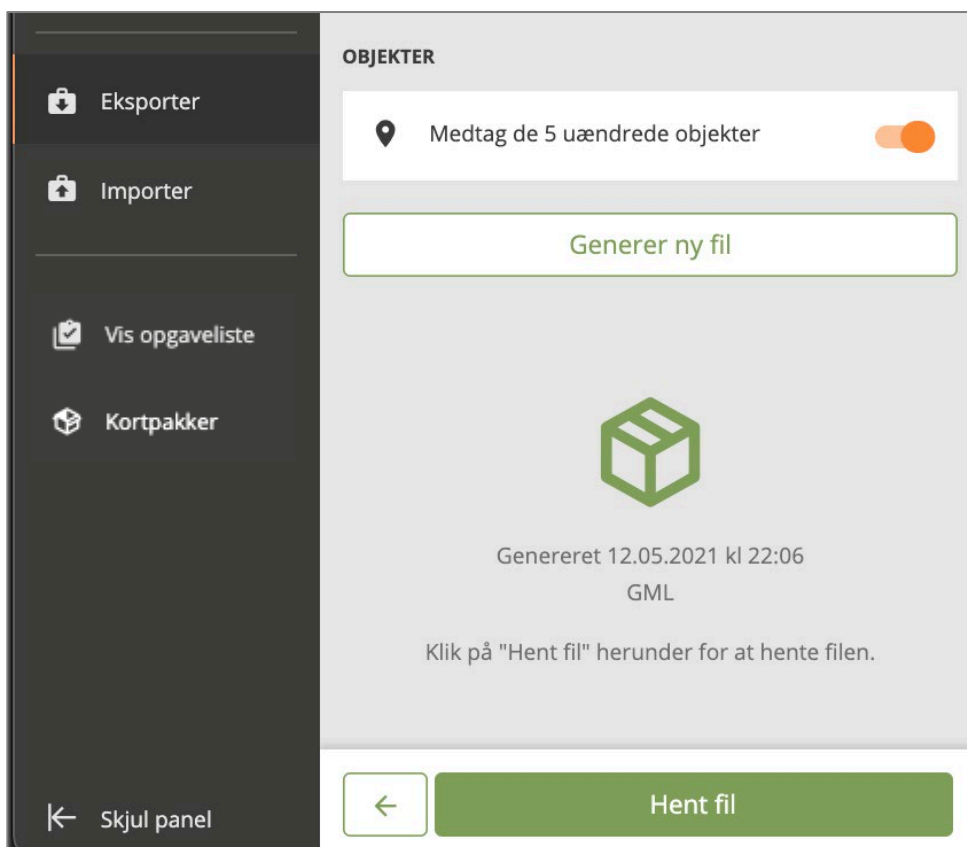 Eksporter
Importer
Vis opgaveliste
Kortpakker
Skjul panel
OBJEKTER
Medtag de 5 uændrede objekter
Generer ny fil
Genereret 12.05.2021 kl 22:06
GML
Klik på "Hent fil" herunder for at hente filen.
Hent fil